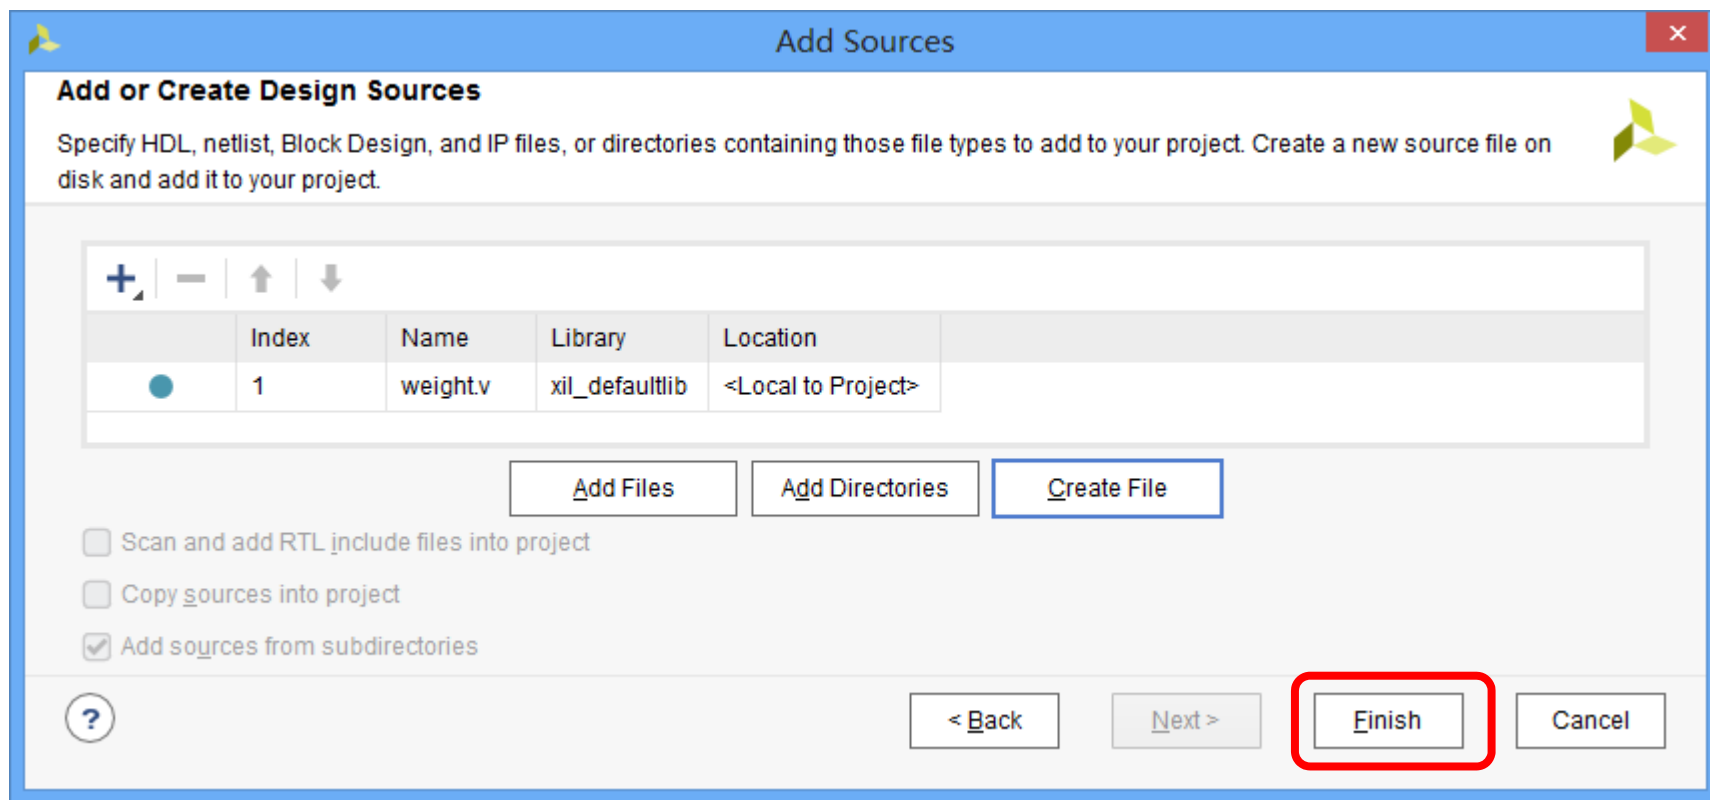 Add Sources
Add or Create Design Sources
Specify HDL, netlist, Block Design, and IP files, or directories containing those file types to add to your project. Create a new source file on
disk and add it to your project.
Index Name Library Location
1 weight.v xil_defaultlib <Local to Project>
Add Files Add Directories Create File
Scan and add RTL include files into project
Copy sources into project
Add sources from subdirectories
? < Back Next > Finish Cancel